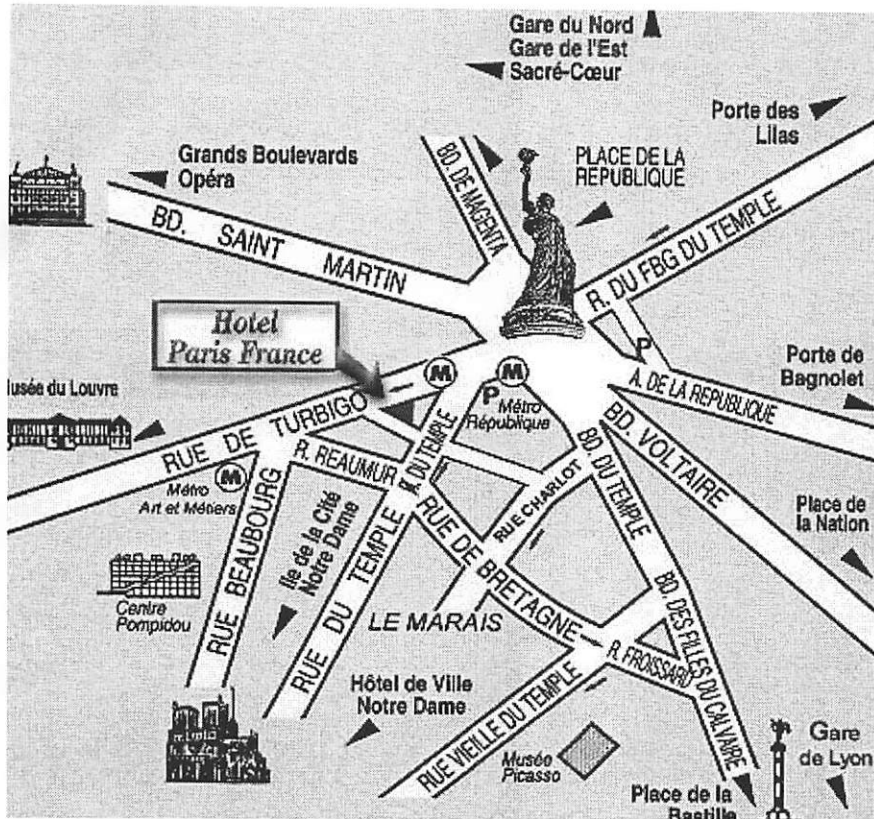 Gare du Nord
Gare de l'Est
Sacré-Cœur
Porte des
Lilas
Grands Boulevards
Opéra
BD. DE MAGENTA
PLACE DE LA
REPUBLIQUE
R. DU FBG DU TEMPLE
BD. SAINT MARTIN
Hotel
Paris France
P
Porte de
Bagnolet
A. DE LA REPUBLIQUE
usée du Louvre
M
M
P
Métro
République
RUE DE TURBIGO
R. REAUMUR
DU TEMPLE
RUE CHARLOT
BD. DU TEMPLE
BD. VOLTAIRE
M
Métro
Art et Métiers
Place de
la Nation
RUE BEAUBOURG
Ile de la Cité
Notre Dame
RUE DU TEMPLE
RUE DE BRETAGNE
Centre
Pompidou
LE MARAIS
R. FROISSARD
BD. DES FILLES DU CALVAIRE
Hôtel de Ville
Notre Dame
RUE VIEILLE DU TEMPLE
Musée
Picasso
Gare
de Lyon
Place de la
Bastille